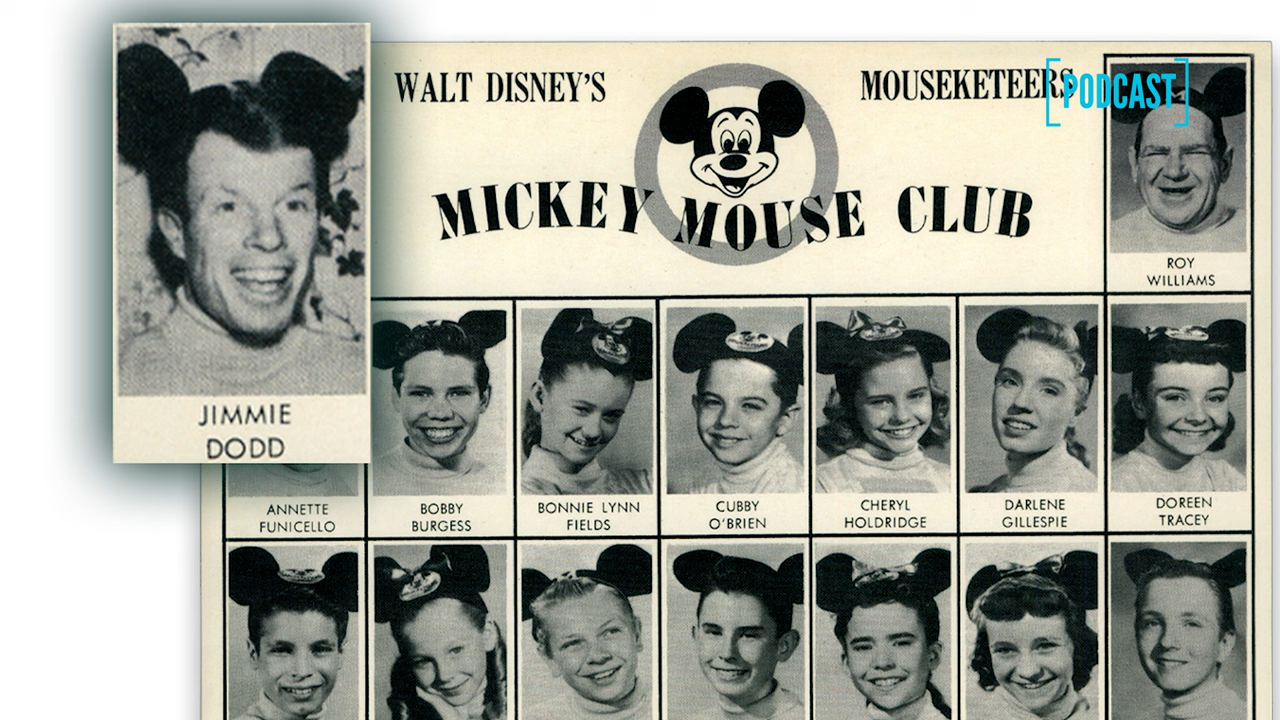 WALT DISNEY'S
MOUSEKETEERS
[PODCAST]
MICKEY MOUSE CLUB
ROY
WILLIAMS
JIMMIE
DODD
ANNETTE
FUNICELLO
BOBBY
BURGESS
BONNIE LYNN
FIELDS
CUBBY
O'BRIEN
CHERYL
HOLDRIDGE
DARLENE
GILLESPIE
DOREEN
TRACEY